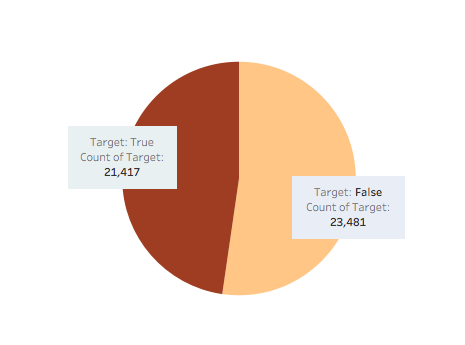 Target: True
Count of Target:
21,417
Target: False
Count of Target:
23,481